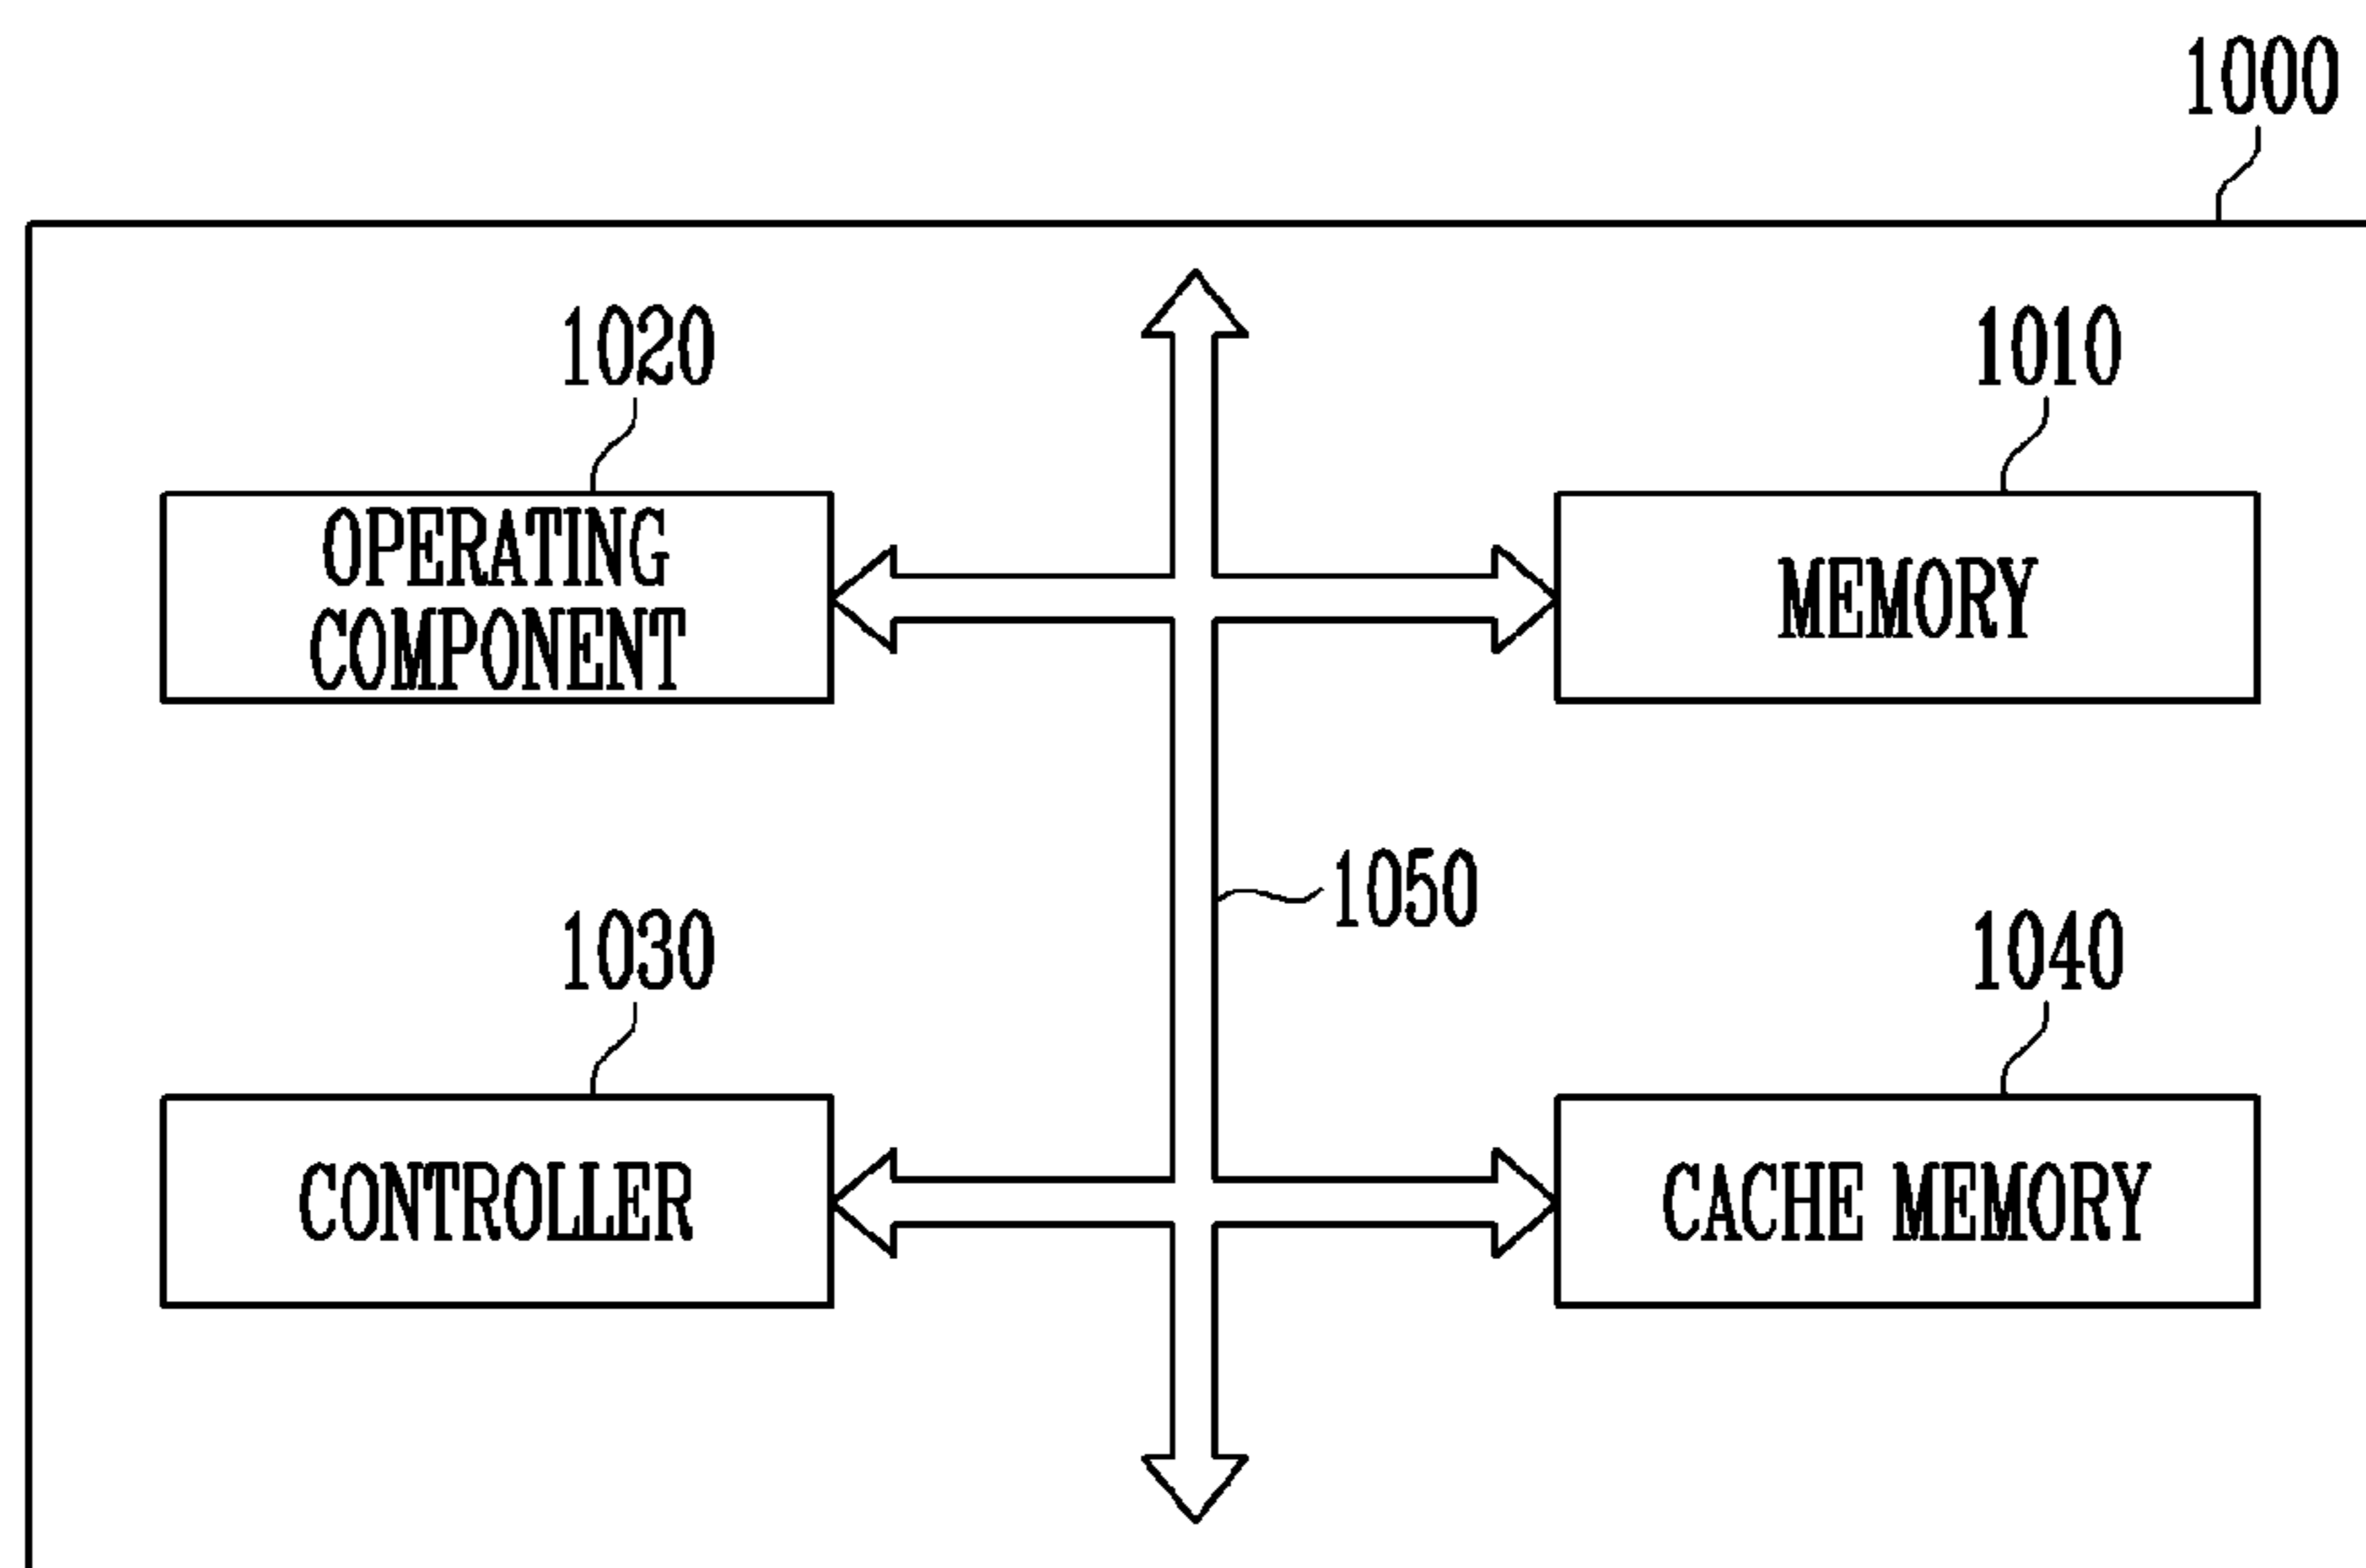 1000
1020
1010
OPERATING
COMPONENT
MEMORY
1050
1030
1040
CONTROLLER
CACHE MEMORY